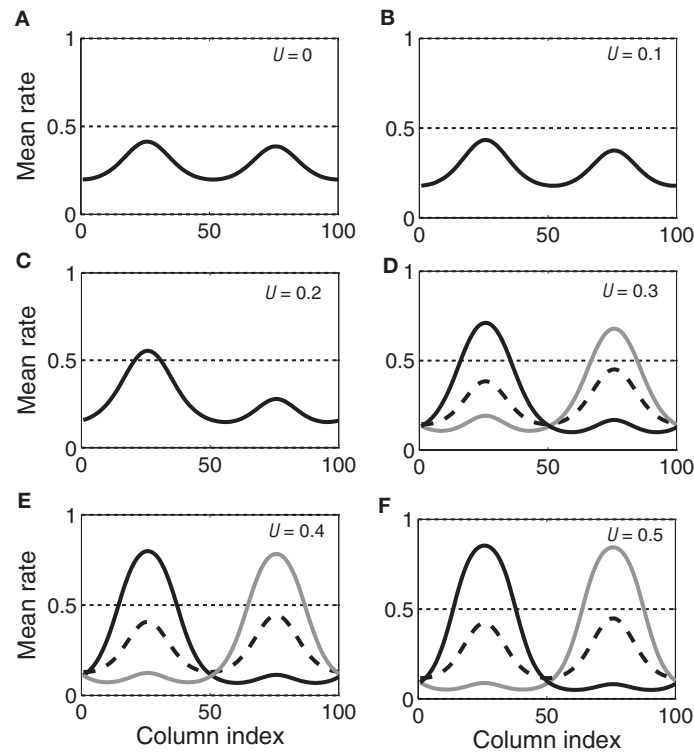 A
B
Mean rate
1
0.5
0
U = 0
0 50 100
1
0.5
0
U = 0.1
0 50 100
C
D
1
0.5
0
U = 0.2
0 50 100
1
0.5
0
U = 0.3
0 50 100
E
F
Mean rate
1
0.5
0
U = 0.4
0 50 100
Column index
1
0.5
0
U = 0.5
0 50 100
Column index